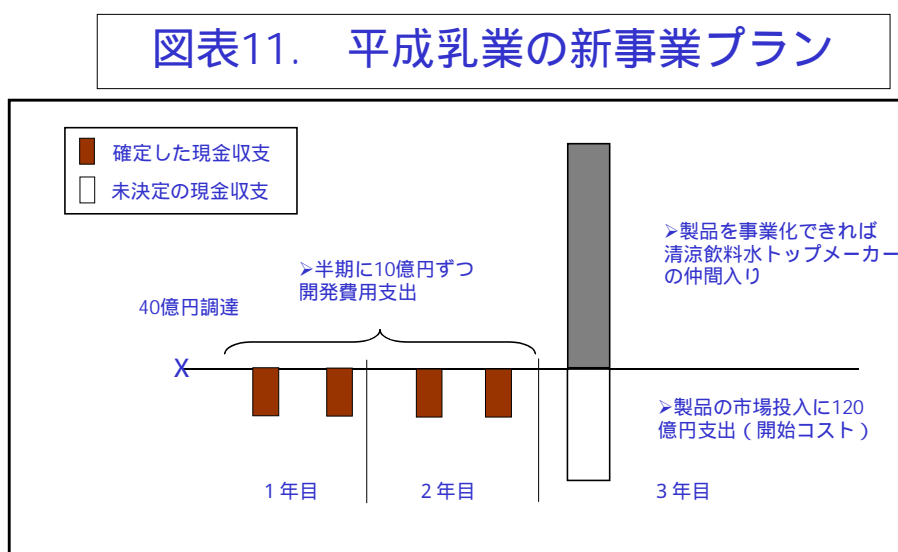 図表11.　平成乳業の新事業プラン
確定した現金収支
未決定の現金収支
➢製品を事業化できれば
清涼飲料水トップメーカー
の仲間入り
➢半期に10億円ずつ
開発費用支出
40億円調達
X
➢製品の市場投入に120
億円支出（開始コスト）
1年目
2年目
3年目